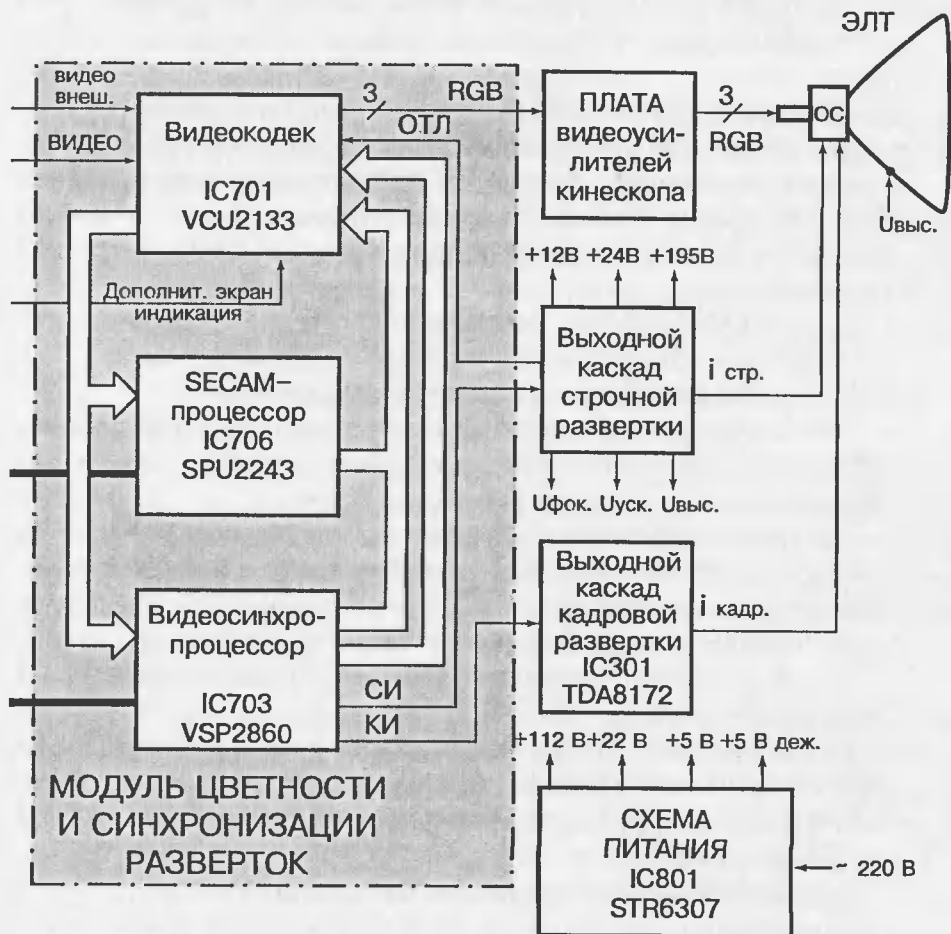 ЭЛТ
видео
внеш.
ВИДЕО
Видеокодек
IC701
VCU2133
3
RGB
ОТЛ
ПЛАТА
видеоуси-
лителей
кинескопа
3
RGB
ОС
Uвыс.
Дополнит. экран
индикация
+12В +24В +195В
Выходной
каскад
строчной
развертки
i стр.
Uфок. Uуск. Uвыс.
SECAM–
процессор
IC706
SPU2243
Выходной
каскад
кадровой
развертки
IC301
TDA8172
i кадр.
Видеосинхро-
процессор
IC703
VSP2860
СИ
КИ
МОДУЛЬ ЦВЕТНОСТИ
И СИНХРОНИЗАЦИИ
РАЗВЕРТОК
+112 В +22 В +5 В +5 В деж.
СХЕМА
ПИТАНИЯ
IC801
STR6307
220 В